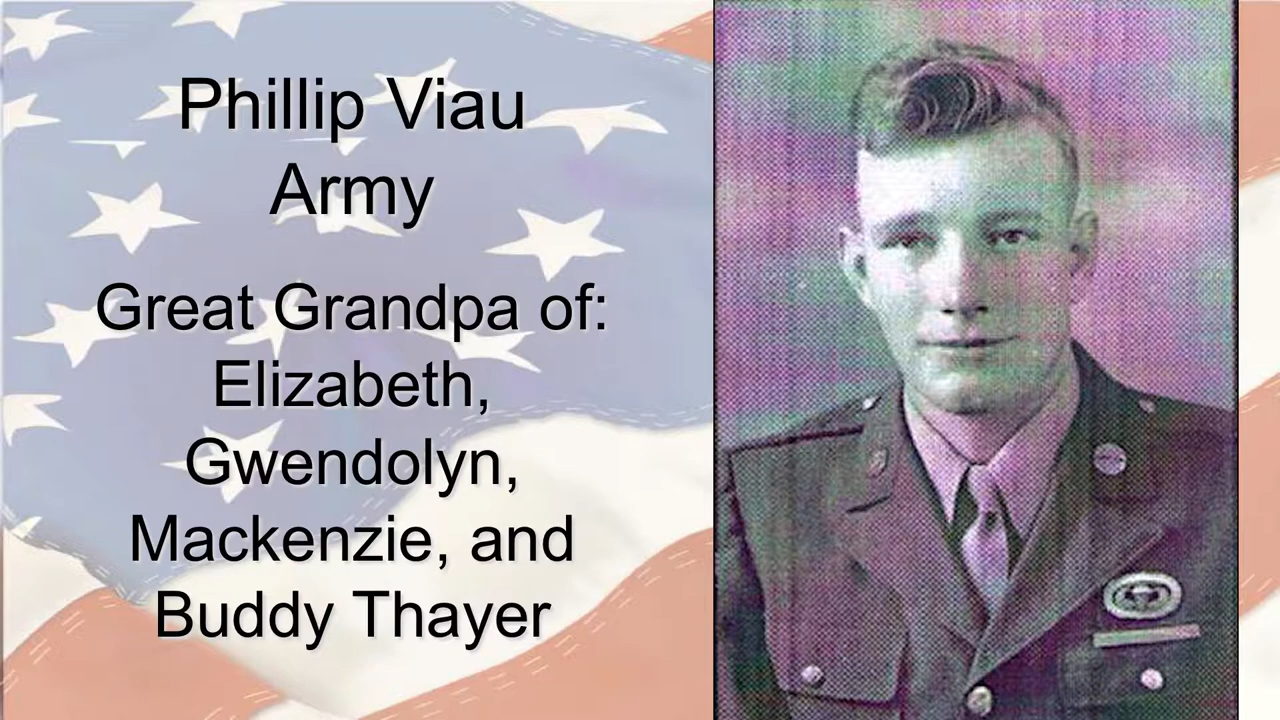 Phillip Viau
Army
Great Grandpa of:
Elizabeth,
Gwendolyn,
Mackenzie, and
Buddy Thayer